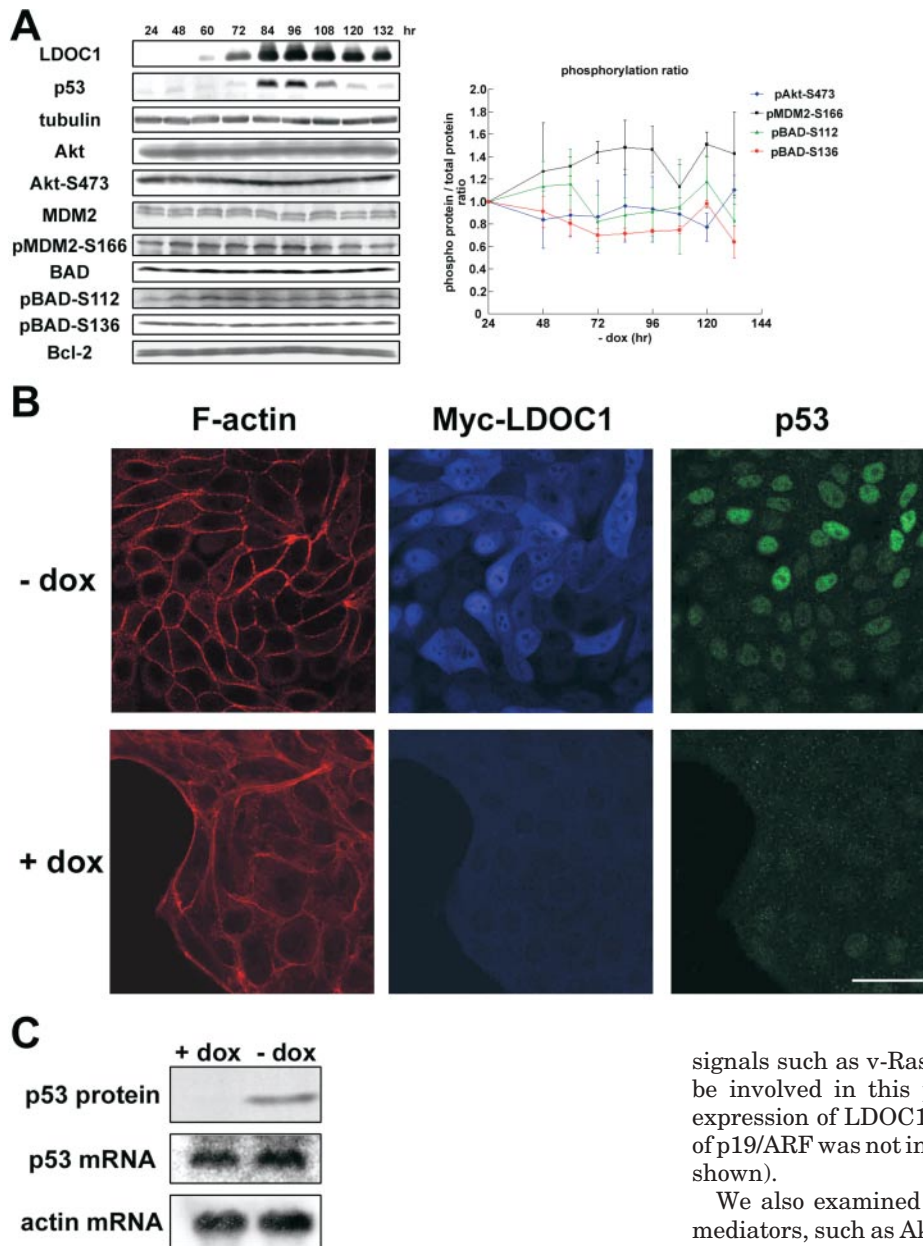 A
24 48 60 72 84 96 108 120 132 hr
LDOC1
p53
tubulin
Akt
Akt-S473
MDM2
pMDM2-S166
BAD
pBAD-S112
pBAD-S136
Bcl-2
phosphorylation ratio
phospho protein / total protein
ratio
2.0
1.8
1.6
1.4
1.2
1.0
0.8
0.6
0.4
0.2
0
24 48 72 96 120 144
- dox (hr)
pAkt-S473
pMDM2-S166
pBAD-S112
pBAD-S136
B
F-actin Myc-LDOC1 p53
- dox
+ dox
C
+ dox - dox
p53 protein
p53 mRNA
actin mRNA
signals such as v-Ras
be involved in this
expression of LDOC1
of p19/ARF was not in
shown).
We also examined
mediators, such as Ak